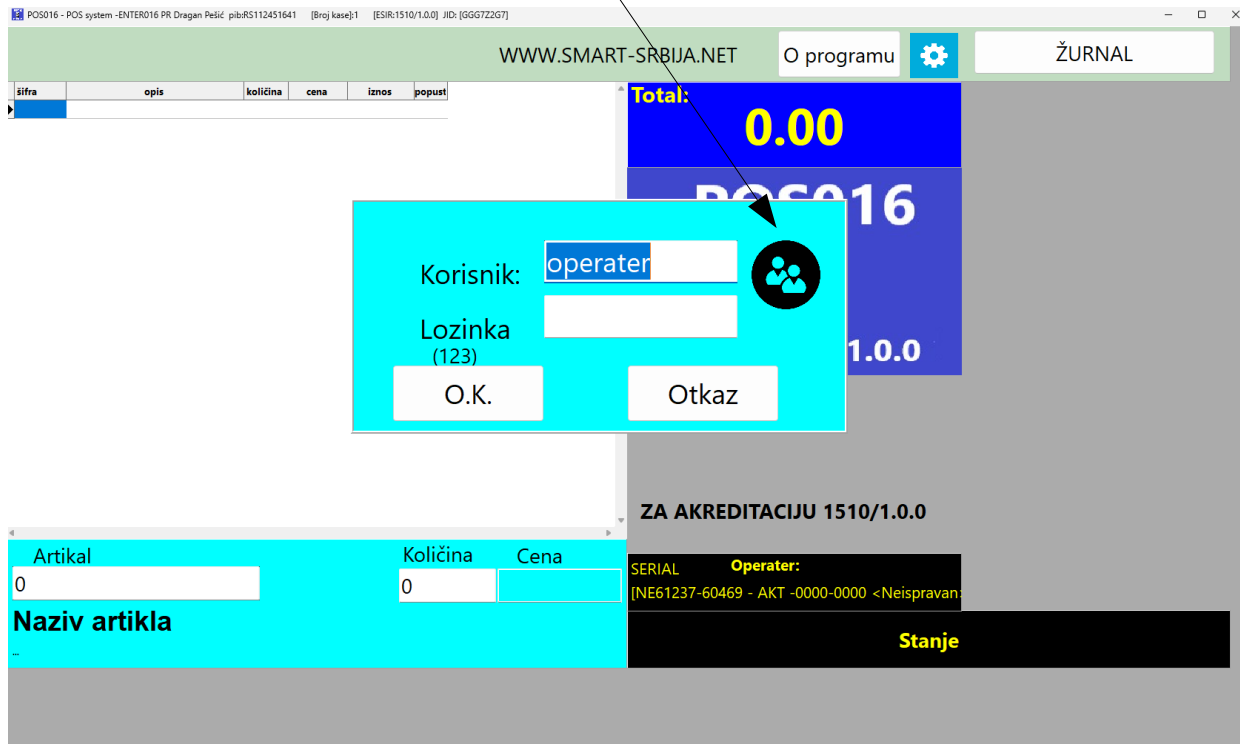 POS016 - POS system -ENTER016 PR Dragan Pešić pib:RS112451641 [Broj kase]:1 [ESIR:1510/1.0.0] JID: [GGG7Z2G7]
WWW.SMART-SRBIJA.NET O programu ŽURNAL
šifra opis količina cena iznos popust
Total:
0.00
POS016
Korisnik: operater
Lozinka
(123)
1.0.0
O.K. Otkaz
ZA AKREDITACIJU 1510/1.0.0
Artikal Količina Cena
0 0
Naziv artikla
...
SERIAL Operater:
[NE61237-60469 - AKT -0000-0000 <Neispravan>
Stanje